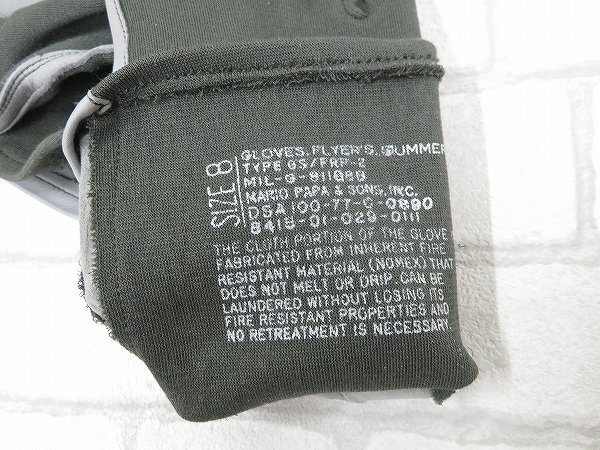 SIZE 8
GLOVES, FLYER'S, SUMMER
TYPE GS/FRP-2
MIL-G-81188B
MARIO PAPA & SONS, INC.
DSA 100-77-C-0890
8415-01-029-0111
THE CLOTH PORTION OF THE GLOVE
FABRICATED FROM INHERENT FIRE
RESISTANT MATERIAL (NOMEX) THAT
DOES NOT MELT OR DRIP. CAN BE
LAUNDERED WITHOUT LOSING ITS
FIRE RESISTANT PROPERTIES AND
NO RETREATMENT IS NECESSARY.